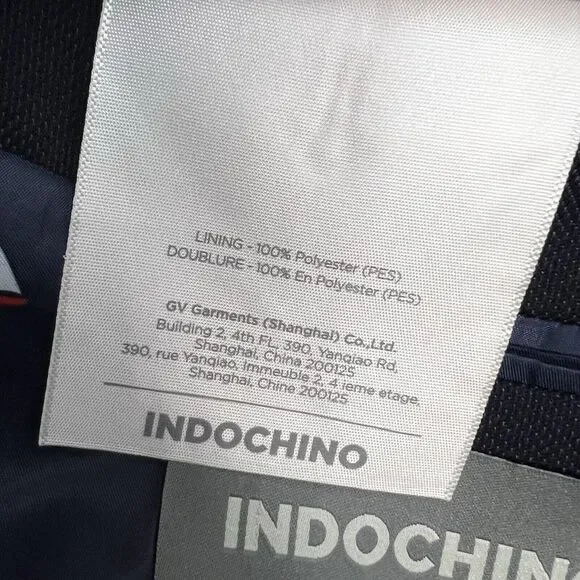 LINING - 100% Polyester (PES)
DOUBLURE - 100% En Polyester (PES)
GV Garments (Shanghai) Co.,Ltd.
Building 2, 4th FL, 390, Yanqiao Rd,
Shanghai, China 200125
390, rue Yanqiao, Immeuble 2, 4 ieme etage,
Shanghai, Chine 200125
INDOCHINO
INDOCHINO